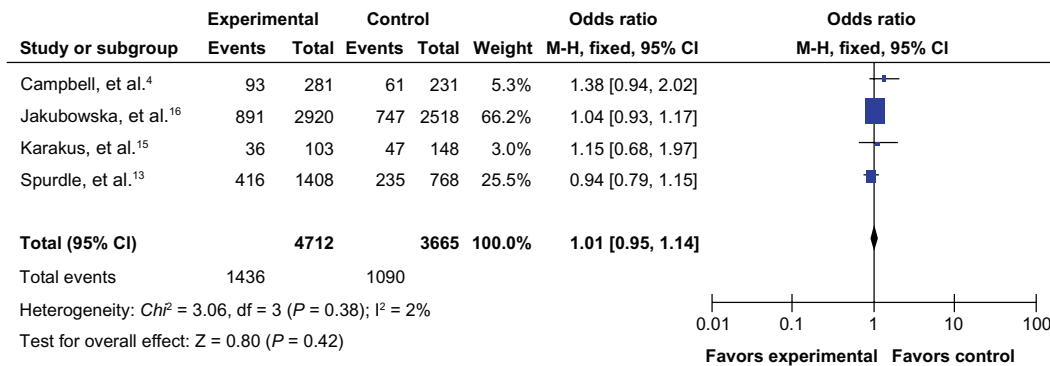 Experimental Control Odds ratio Odds ratio
Study or subgroup Events Total Events Total Weight M-H, fixed, 95% CI M-H, fixed, 95% CI
Campbell, et al.⁴ 93 281 61 231 5.3% 1.38 [0.94, 2.02]
Jakubowska, et al.¹⁶ 891 2920 747 2518 66.2% 1.04 [0.93, 1.17]
Karakus, et al.¹⁵ 36 103 47 148 3.0% 1.15 [0.68, 1.97]
Spurdle, et al.¹³ 416 1408 235 768 25.5% 0.94 [0.79, 1.15]
Total (95% CI) 4712 3665 100.0% 1.01 [0.95, 1.14]
Total events 1436 1090
Heterogeneity: Chi² = 3.06, df = 3 (P = 0.38); I² = 2%
Test for overall effect: Z = 0.80 (P = 0.42)
0.01 0.1 1 10 100
Favors experimental Favors control